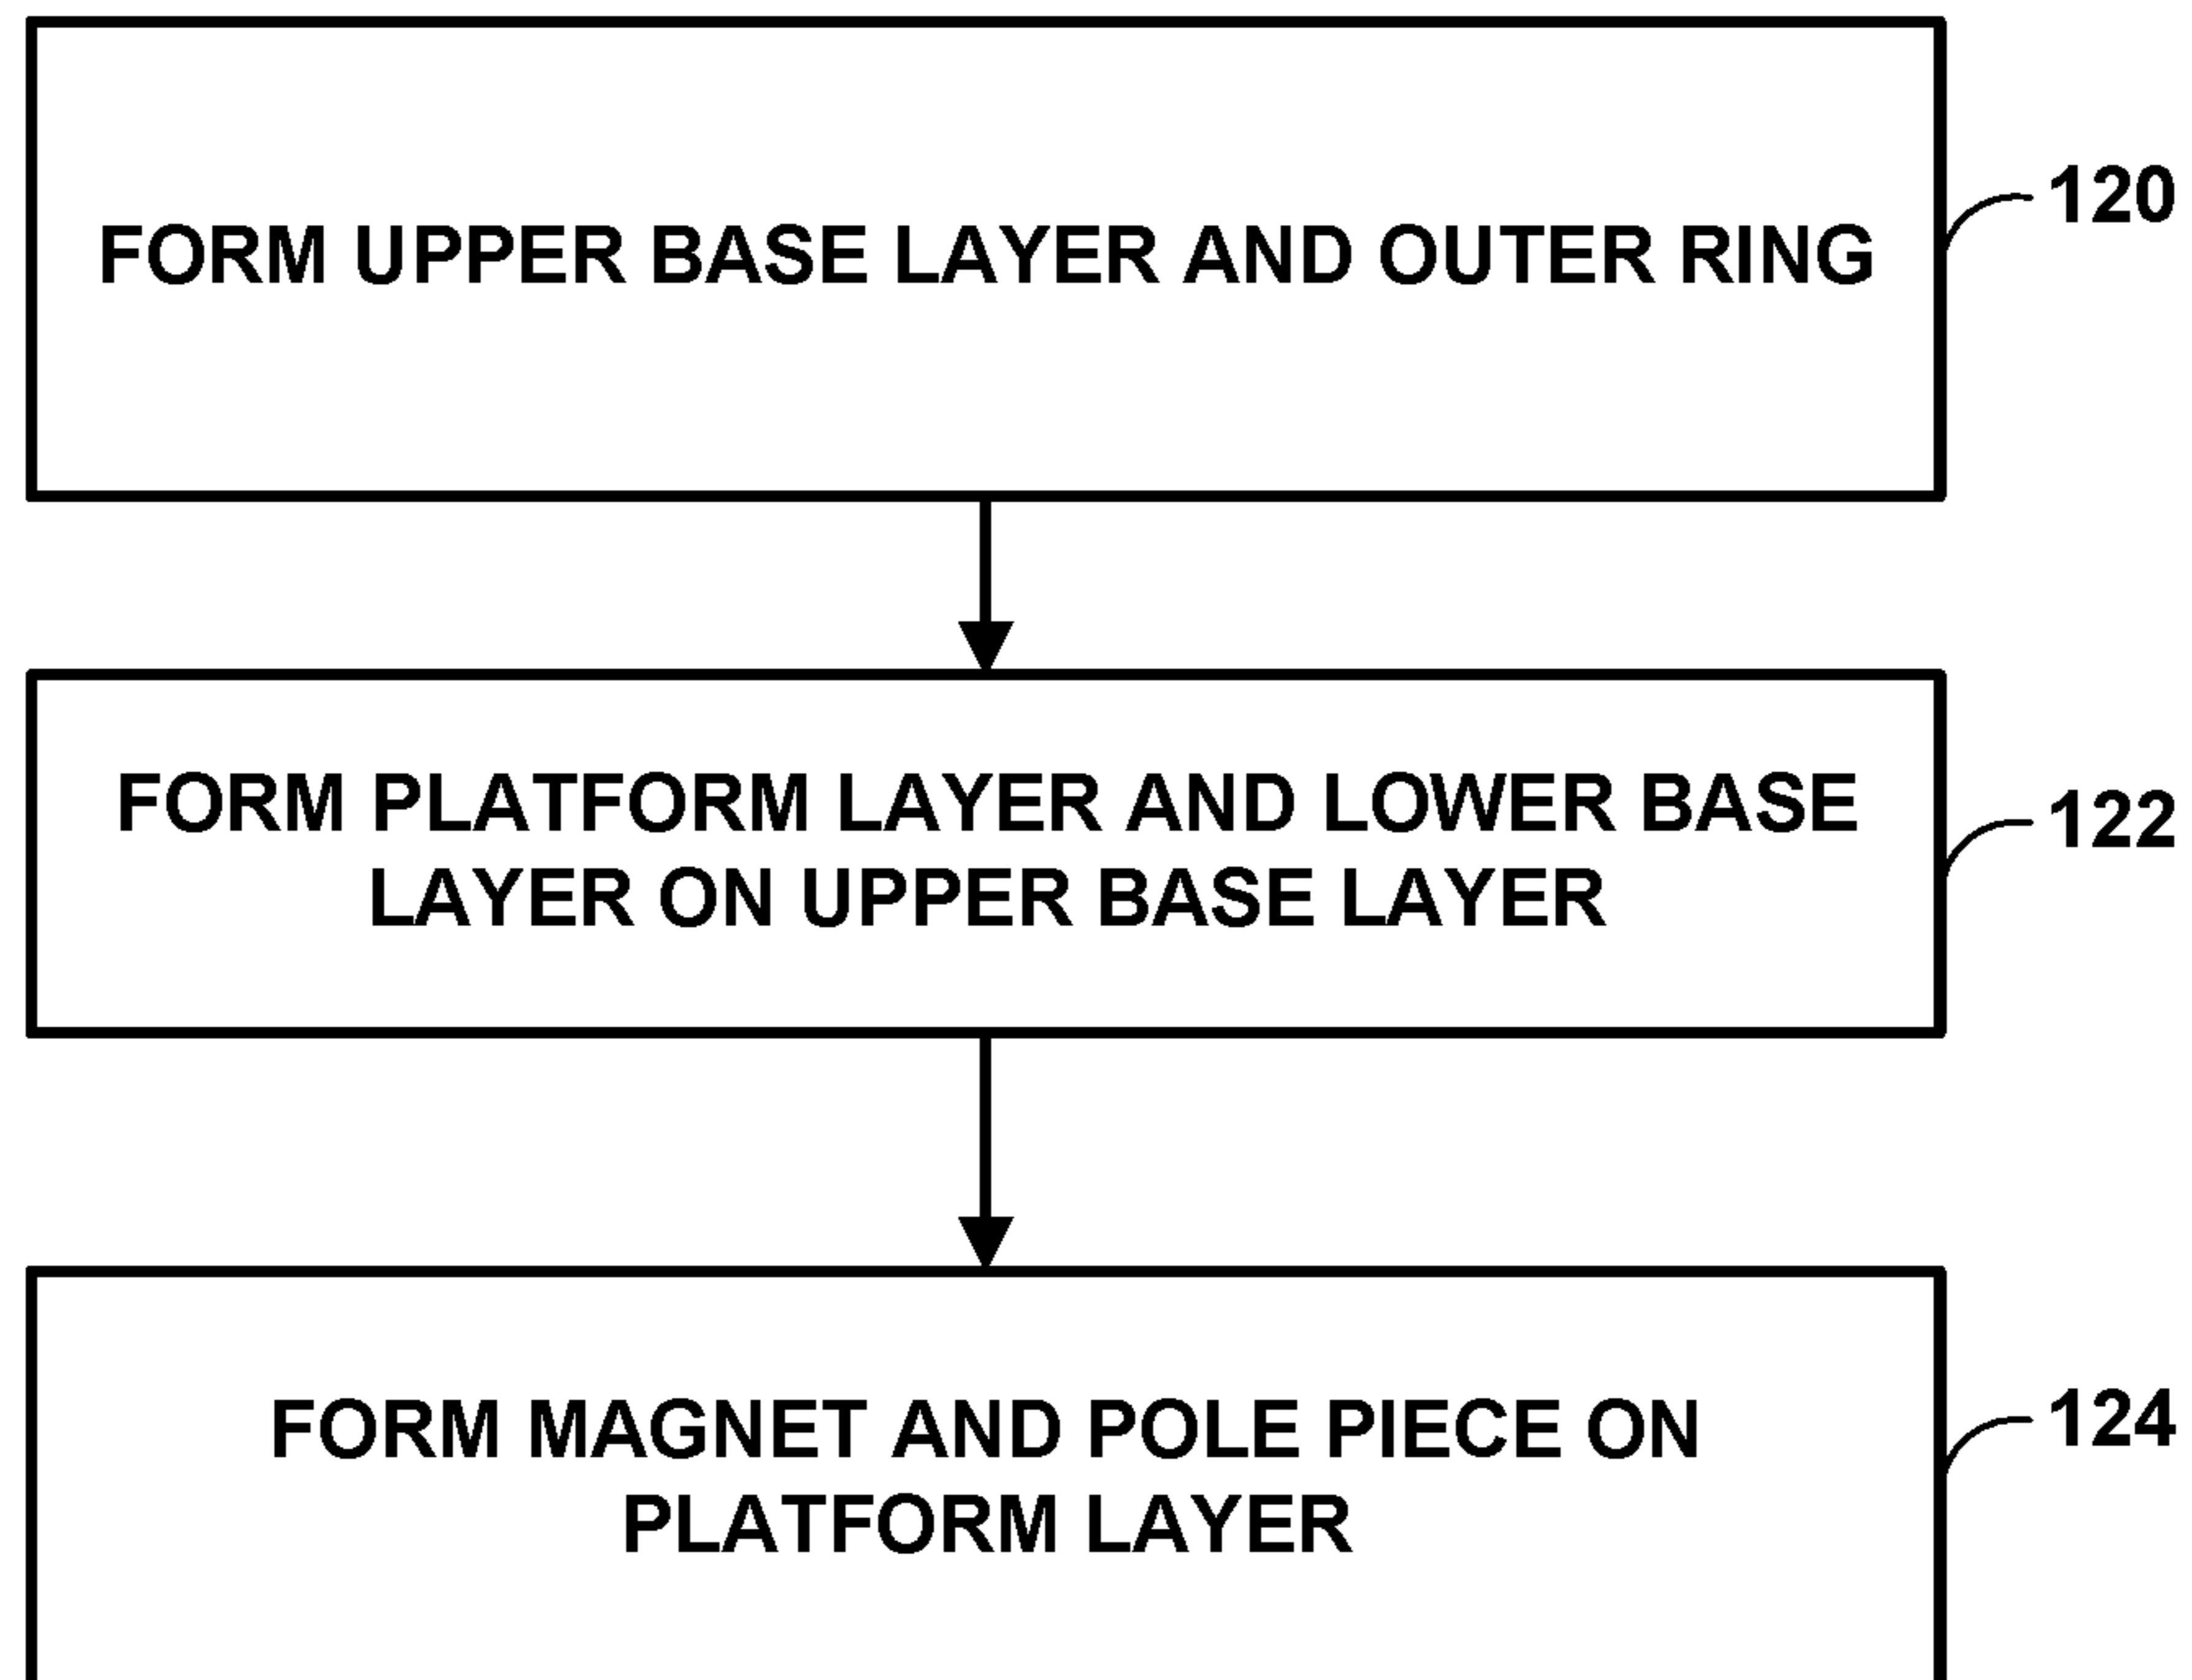 FORM UPPER BASE LAYER AND OUTER RING
120
FORM PLATFORM LAYER AND LOWER BASE
LAYER ON UPPER BASE LAYER
122
FORM MAGNET AND POLE PIECE ON
PLATFORM LAYER
124